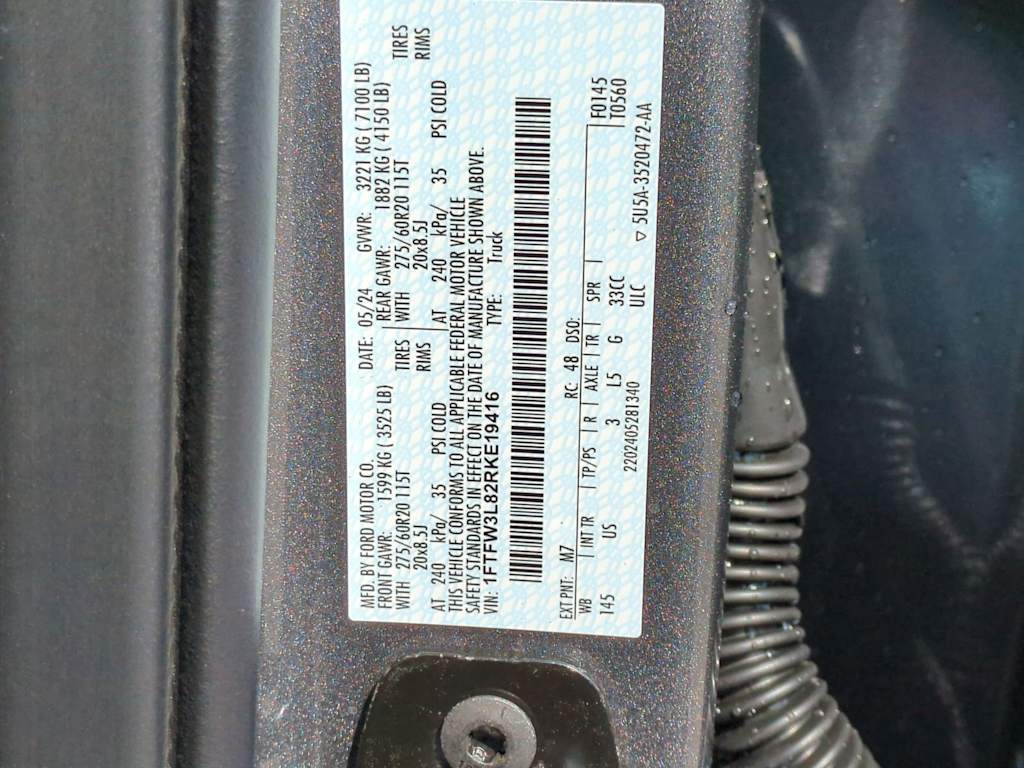 MFD. BY FORD MOTOR CO.
DATE: 05/24 GVWR: 3221 KG ( 7100 LB)
FRONT GAWR: 1599 KG ( 3525 LB) REAR GAWR: 1882 KG ( 4150 LB)
WITH 275/60R20 115T TIRES WITH 275/60R20 115T TIRES
20x8.5J RIMS 20x8.5J RIMS
AT 240 kPa/ 35 PSI COLD AT 240 kPa/ 35 PSI COLD
THIS VEHICLE CONFORMS TO ALL APPLICABLE FEDERAL MOTOR VEHICLE
SAFETY STANDARDS IN EFFECT ON THE DATE OF MANUFACTURE SHOWN ABOVE.
VIN: 1FTFW3L82RKE19416 TYPE: Truck
EXT PNT: M7 RC: 48 DSO: F0145
WB | INT TR | TP/PS | R | AXLE | TR | SPR | T0560
145 US 3 L5 G 33CC
ULC ▽ 5U5A-3520472-AA
2202405281340